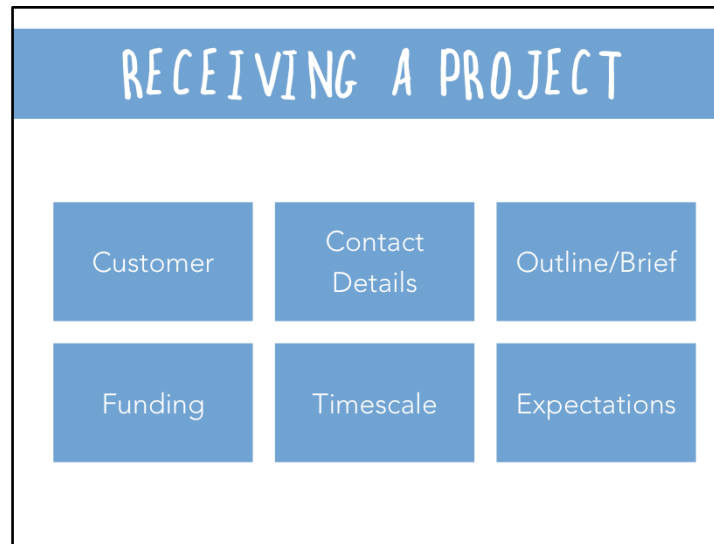 RECEIVING A PROJECT
Customer
Contact
Details
Outline/Brief
Funding
Timescale
Expectations